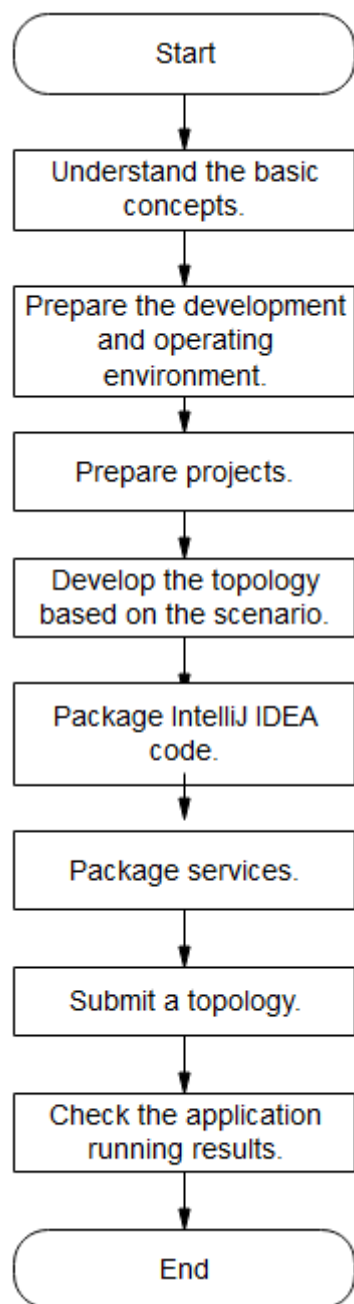 Start
Understand the basic
concepts.
Prepare the development
and operating
environment.
Prepare projects.
Develop the topology
based on the scenario.
Package IntelliJ IDEA
code.
Package services.
Submit a topology.
Check the application
running results.
End